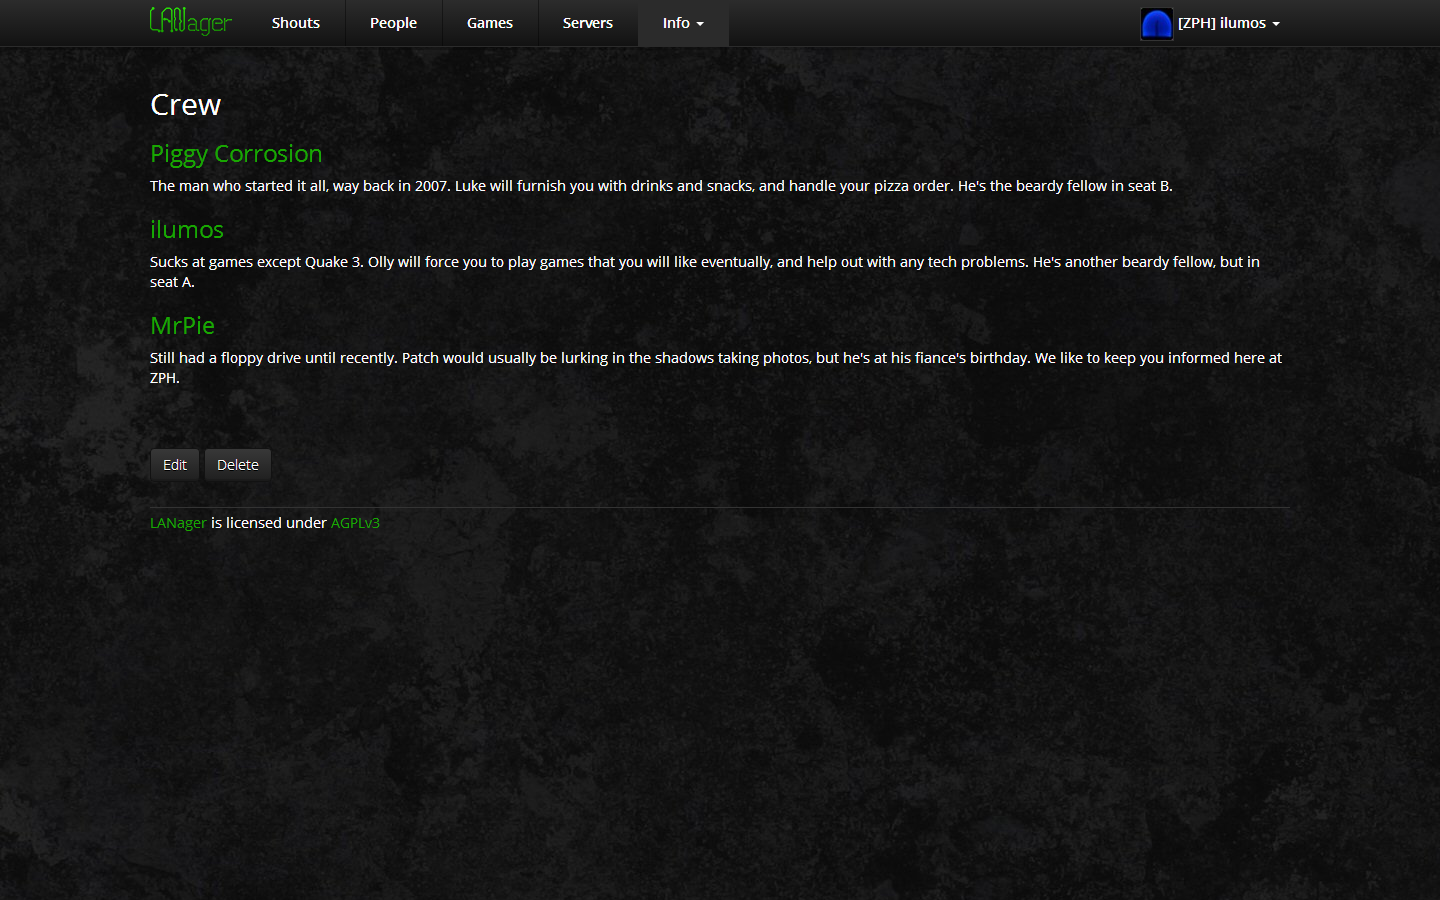 LANager Shouts People Games Servers Info [ZPH] ilumos
Crew
Piggy Corrosion
The man who started it all, way back in 2007. Luke will furnish you with drinks and snacks, and handle your pizza order. He's the beardy fellow in seat B.
ilumos
Sucks at games except Quake 3. Olly will force you to play games that you will like eventually, and help out with any tech problems. He's another beardy fellow, but in
seat A.
MrPie
Still had a floppy drive until recently. Patch would usually be lurking in the shadows taking photos, but he's at his fiance's birthday. We like to keep you informed here at
ZPH.
Edit Delete
LANager is licensed under AGPLv3